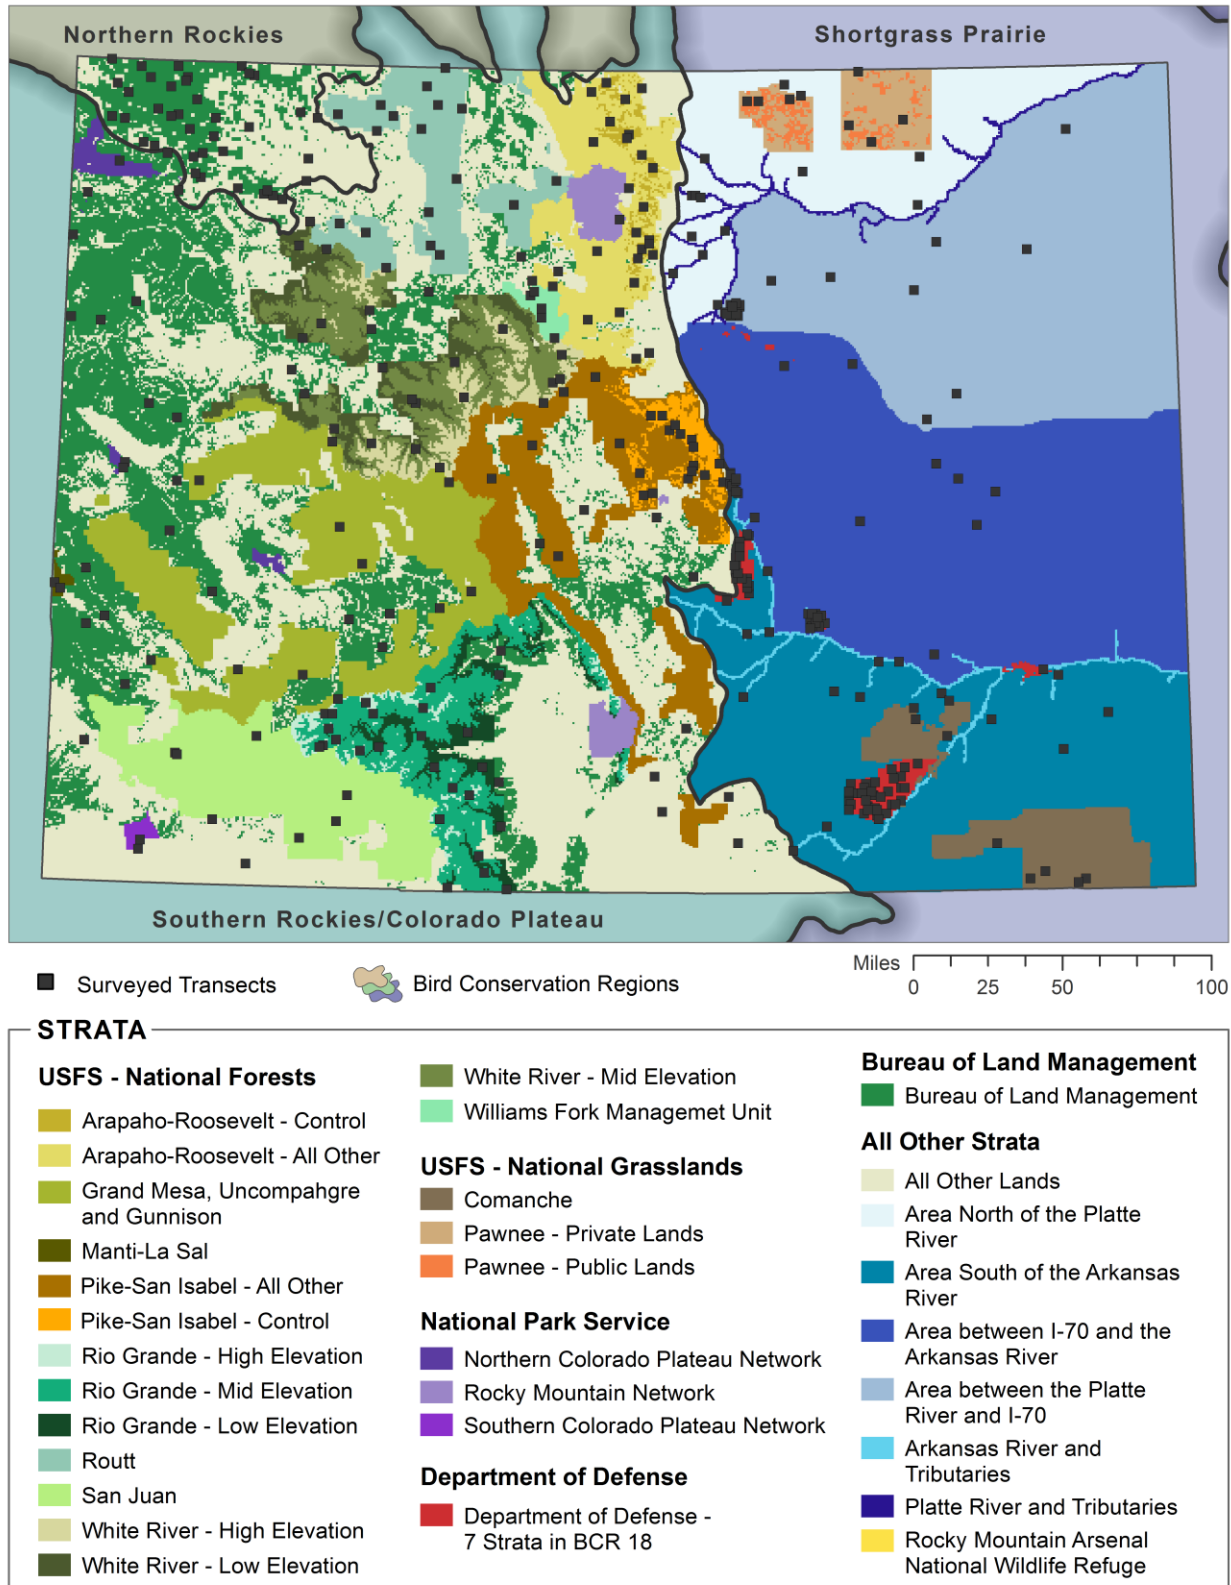 Northern Rockies
Shortgrass Prairie
Southern Rockies/Colorado Plateau
Surveyed Transects
Bird Conservation Regions
Miles
0 25 50 100
STRATA
USFS - National Forests
Arapaho-Roosevelt - Control
Arapaho-Roosevelt - All Other
Grand Mesa, Uncompahgre
and Gunnison
Manti-La Sal
Pike-San Isabel - All Other
Pike-San Isabel - Control
Rio Grande - High Elevation
Rio Grande - Mid Elevation
Rio Grande - Low Elevation
Routt
San Juan
White River - High Elevation
White River - Low Elevation
White River - Mid Elevation
Williams Fork Managemet Unit
USFS - National Grasslands
Comanche
Pawnee - Private Lands
Pawnee - Public Lands
National Park Service
Northern Colorado Plateau Network
Rocky Mountain Network
Southern Colorado Plateau Network
Department of Defense
Department of Defense -
7 Strata in BCR 18
Bureau of Land Management
Bureau of Land Management
All Other Strata
All Other Lands
Area North of the Platte
River
Area South of the Arkansas
River
Area between I-70 and the
Arkansas River
Area between the Platte
River and I-70
Arkansas River and
Tributaries
Platte River and Tributaries
Rocky Mountain Arsenal
National Wildlife Refuge